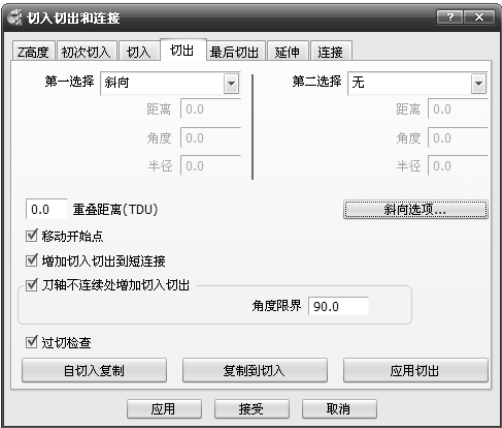 切入切出和连接
Z高度 初次切入 切入 切出 最后切出 延伸 连接
第一选择 斜向 第二选择 无
距离 0.0 距离 0.0
角度 0.0 角度 0.0
半径 0.0 半径 0.0
0.0 重叠距离(TDU) 斜向选项...
移动开始点
增加切入切出到短连接
刀轴不连续处增加切入切出
角度限界 90.0
过切检查
自切入复制 复制到切入 应用切出
应用 接受 取消